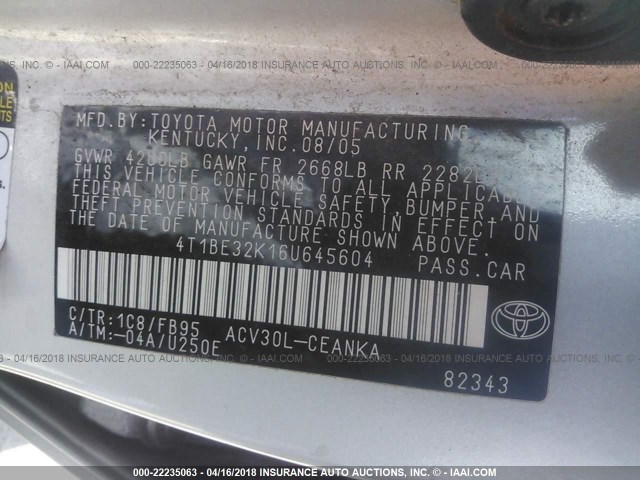 INC. - IAAI.COM 000-22235063 - 04/16/2018 INSURANCE AUTO AUCTIONS, INC. - IAAI.COM
MFD.BY:TOYOTA MOTOR MANUFACTURING
KENTUCKY,INC.08/05
GVWR GAWR FR 2668LB RR
THIS VEHICLE CONFORMS TO ALL
FEDERAL MOTOR VEHICLE SAFETY,BUMPER,AND
THEFT PREVENTION STANDARDS IN EFFECT ON
THE DATE OF MANUFACTURE SHOWN ABOVE.
4T1BE32K16U645604 PASS.CAR
C/TR:1C8/FB95 ACV30L-CEANKA
A/TM:-04A/U250E
TOYOTA
82343
000-22235063 - 04/16/2018 INSURANCE AUTO AUCTIONS, INC. - IAAI.COM
000-22235063 - 04/16/2018 INSURANCE AUTO AUCTIONS, INC. - IAAI.COM